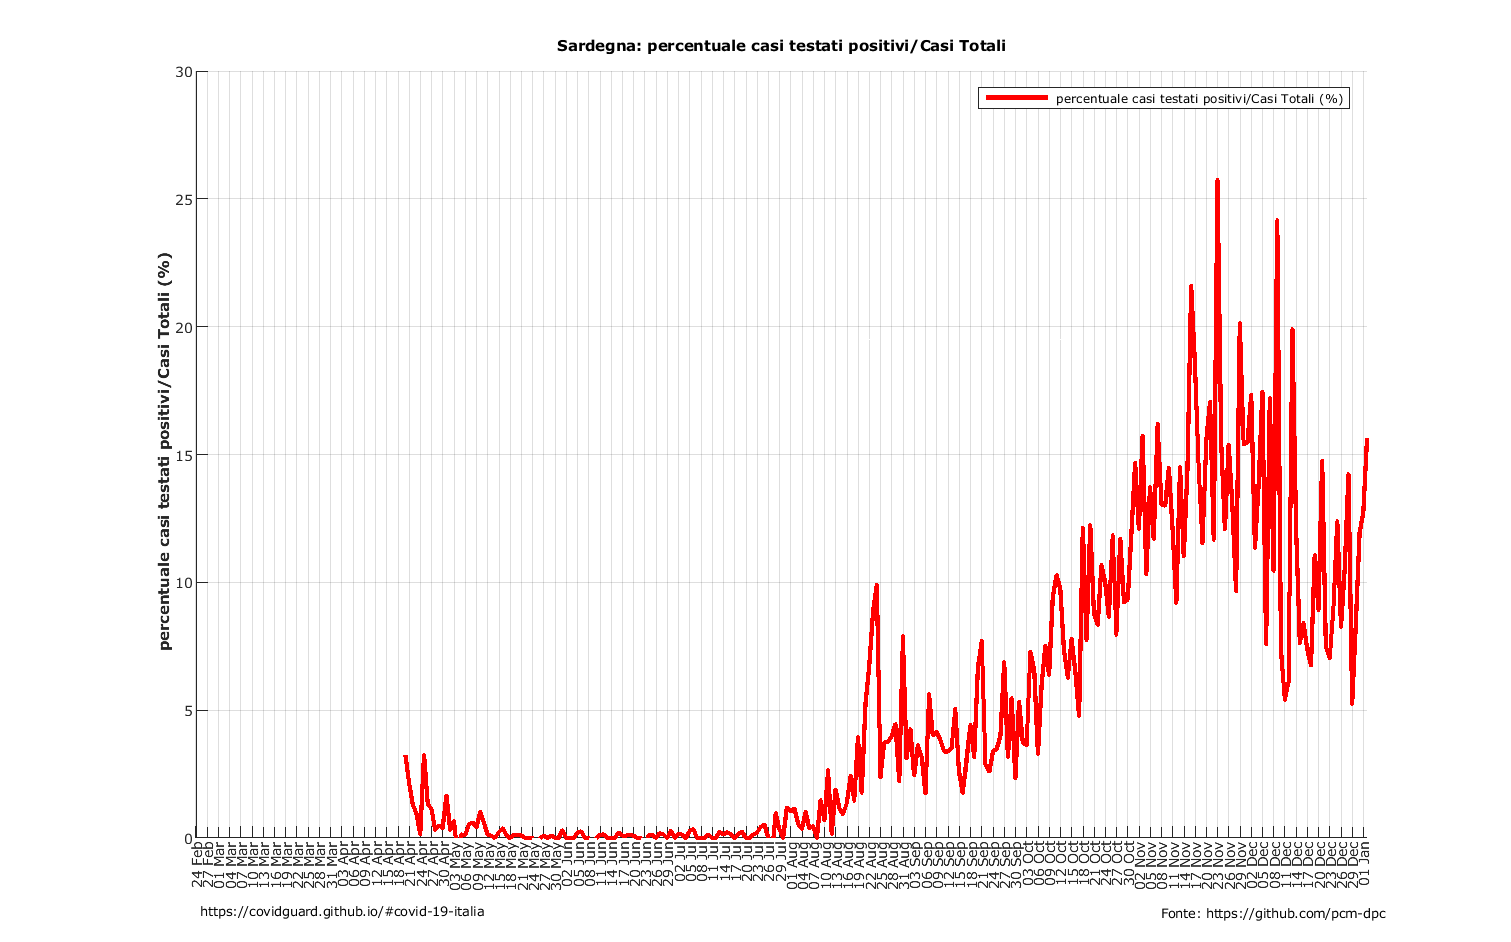 Sardegna: percentuale casi testati positivi/Casi Totali
percentuale casi testati positivi/Casi Totali (%)
percentuale casi testati positivi/Casi Totali (%)
30
25
20
15
10
5
0
24 Feb
27 Feb
01 Mar
04 Mar
07 Mar
10 Mar
13 Mar
16 Mar
19 Mar
22 Mar
25 Mar
28 Mar
31 Mar
03 Apr
06 Apr
09 Apr
12 Apr
15 Apr
18 Apr
21 Apr
24 Apr
27 Apr
30 Apr
03 May
06 May
09 May
12 May
15 May
18 May
21 May
24 May
27 May
30 May
02 Jun
05 Jun
08 Jun
11 Jun
14 Jun
17 Jun
20 Jun
23 Jun
26 Jun
29 Jun
02 Jul
05 Jul
08 Jul
11 Jul
14 Jul
17 Jul
20 Jul
23 Jul
26 Jul
29 Jul
01 Aug
04 Aug
07 Aug
10 Aug
13 Aug
16 Aug
19 Aug
22 Aug
25 Aug
28 Aug
31 Aug
03 Sep
06 Sep
09 Sep
12 Sep
15 Sep
18 Sep
21 Sep
24 Sep
27 Sep
30 Sep
03 Oct
06 Oct
09 Oct
12 Oct
15 Oct
18 Oct
21 Oct
24 Oct
27 Oct
30 Oct
02 Nov
05 Nov
08 Nov
11 Nov
14 Nov
17 Nov
20 Nov
23 Nov
26 Nov
29 Nov
02 Dec
05 Dec
08 Dec
11 Dec
14 Dec
17 Dec
20 Dec
23 Dec
26 Dec
29 Dec
01 Jan
https://covidguard.github.io/#covid-19-italia
Fonte: https://github.com/pcm-dpc